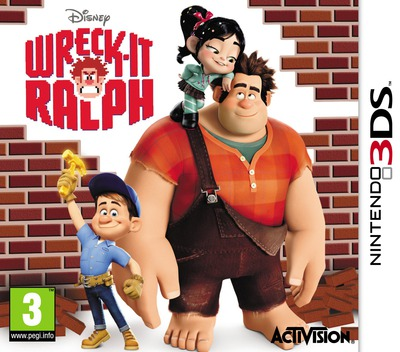 Disney
WRECK-IT
RALPH
NINTENDO 3DS
3
www.pegi.info
ACTIVISION